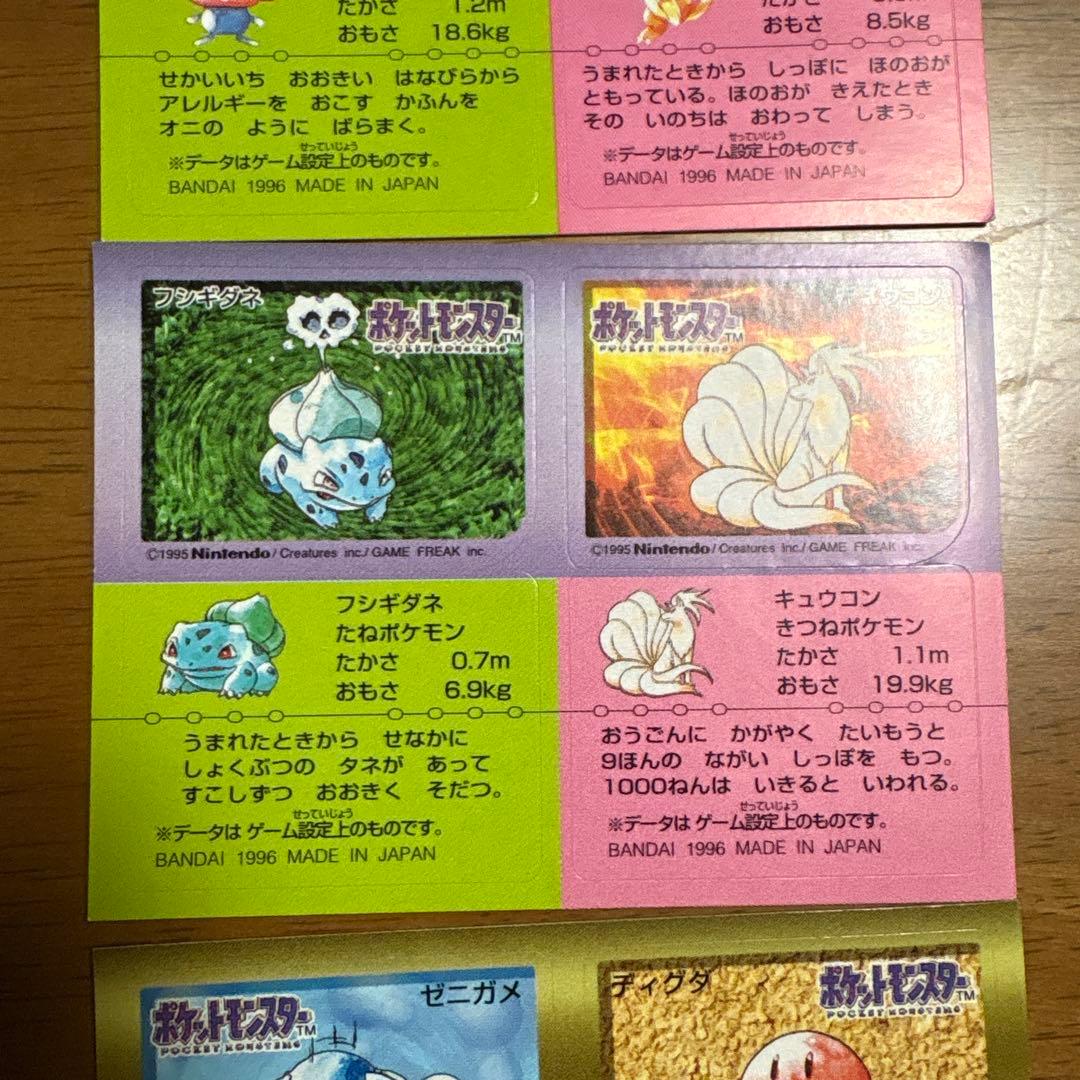 たかさ 1.2m
おもさ 18.6kg
せかいいち おおきい はなびらから
アレルギーを おこす かふんを
オニの ように ばらまく。
せっていじょう
※データはゲーム設定上のものです。
BANDAI 1996 MADE IN JAPAN
たかさ
おもさ 8.5kg
うまれたときから しっぽに ほのおが
ともっている。ほのおが きえたとき
その いのちは おわって しまう。
せっていじょう
※データはゲーム設定上のものです。
BANDAI 1996 MADE IN JAPAN
フシギダネ
ポケットモンスター™
POCKET MONSTERS
©1995 Nintendo/Creatures inc./GAME FREAK inc.
ポケットモンスター™
POCKET MONSTERS
©1995 Nintendo/Creatures inc./GAME FREAK inc.
フシギダネ
たねポケモン
たかさ 0.7m
おもさ 6.9kg
うまれたときから せなかに
しょくぶつの タネが あって
すこしずつ おおきく そだつ。
せっていじょう
※データは ゲーム設定上のものです。
BANDAI 1996 MADE IN JAPAN
キュウコン
きつねポケモン
たかさ 1.1m
おもさ 19.9kg
おうごんに かがやく たいもうと
9ほんの ながい しっぽを もつ。
1000ねんは いきると いわれる。
せっていじょう
※データは ゲーム設定上のものです。
BANDAI 1996 MADE IN JAPAN
ポケットモンスター™
POCKET MONSTERS
ゼニガメ
ディグダ
ポケットモンスター™
POCKET MONSTERS